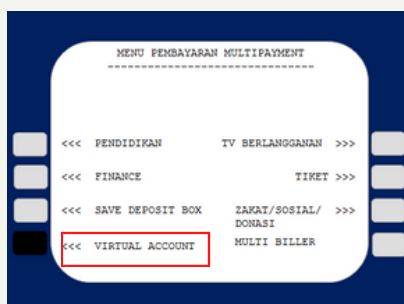 MENU PEMBAYARAN MULTIPAYMENT
-------------------------------
<<< PENDIDIKAN TV BERLANGGANAN >>>
<<< FINANCE TIKET >>>
<<< SAVE DEPOSIT BOX ZAKAT/SOSIAL/ >>>
DONASI
<<< VIRTUAL ACCOUNT MULTI BILLER